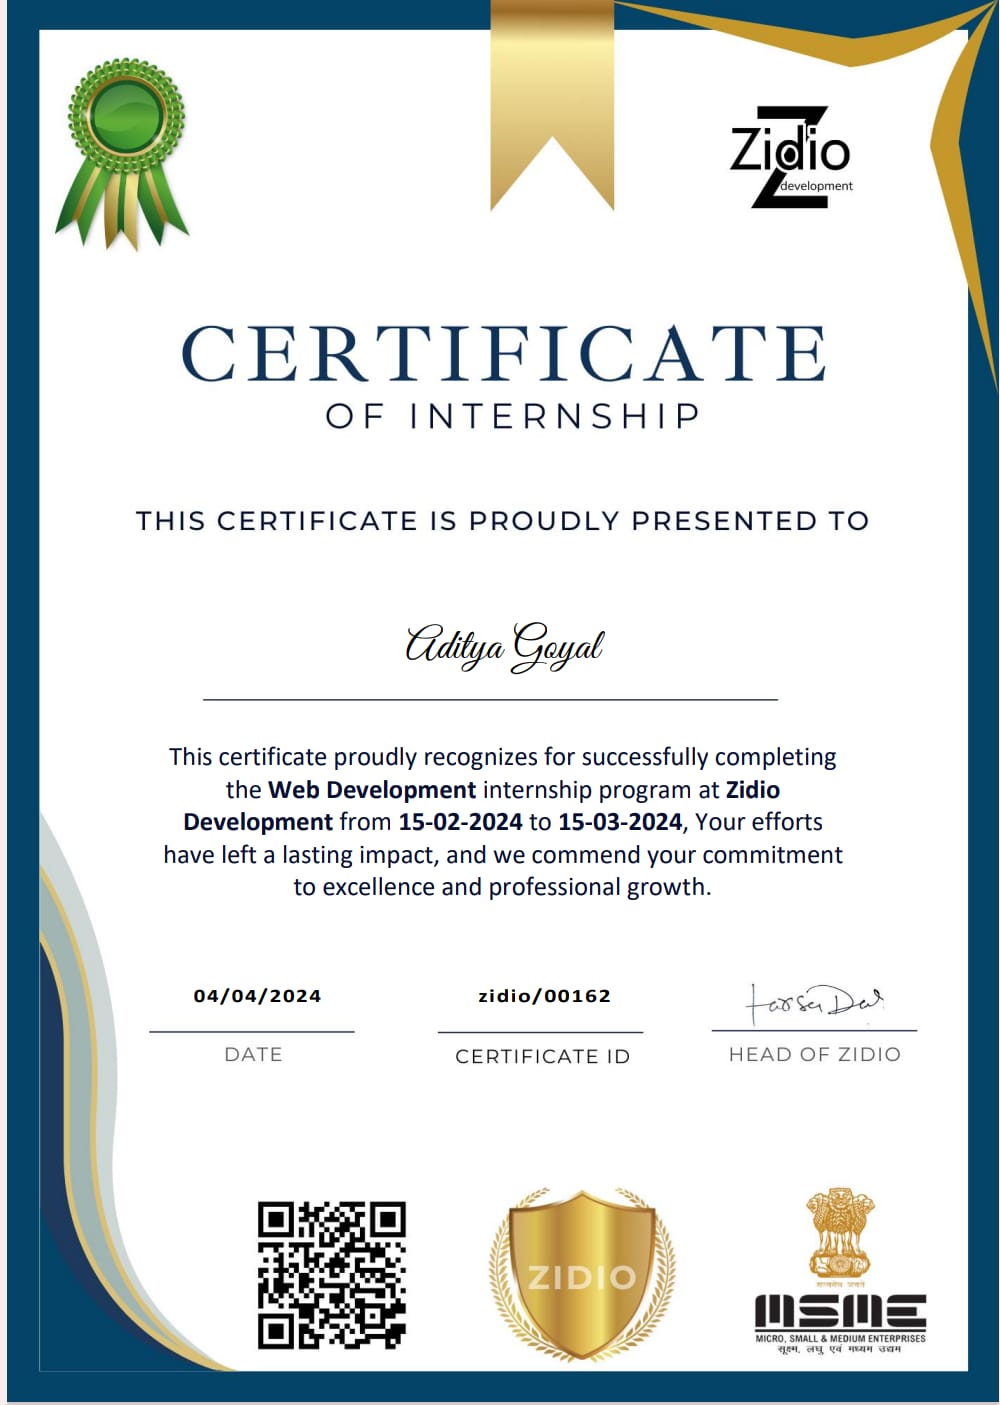 Zidio
development
CERTIFICATE
OF INTERNSHIP
THIS CERTIFICATE IS PROUDLY PRESENTED TO
Aditya Goyal
This certificate proudly recognizes for successfully completing
the Web Development internship program at Zidio
Development from 15-02-2024 to 15-03-2024, Your efforts
have left a lasting impact, and we commend your commitment
to excellence and professional growth.
04/04/2024
DATE
zidio/00162
CERTIFICATE ID
HEAD OF ZIDIO
ZIDIO
सत्यमेव जयते
MSME
MICRO, SMALL & MEDIUM ENTERPRISES
सूक्ष्म, लघु एवं मध्यम उद्यम